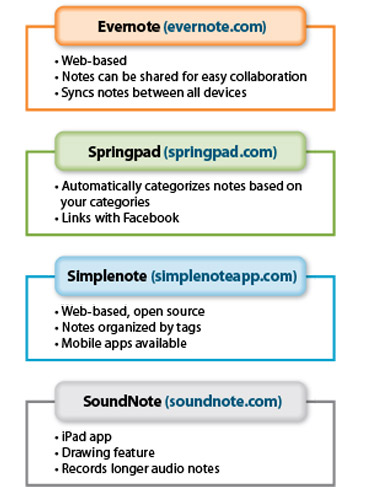 Evernote (evernote.com)
• Web-based
• Notes can be shared for easy collaboration
• Syncs notes between all devices
Springpad (springpad.com)
• Automatically categorizes notes based on
your categories
• Links with Facebook
Simplenote (simplenoteapp.com)
• Web-based, open source
• Notes organized by tags
• Mobile apps available
SoundNote (soundnote.com)
• iPad app
• Drawing feature
• Records longer audio notes